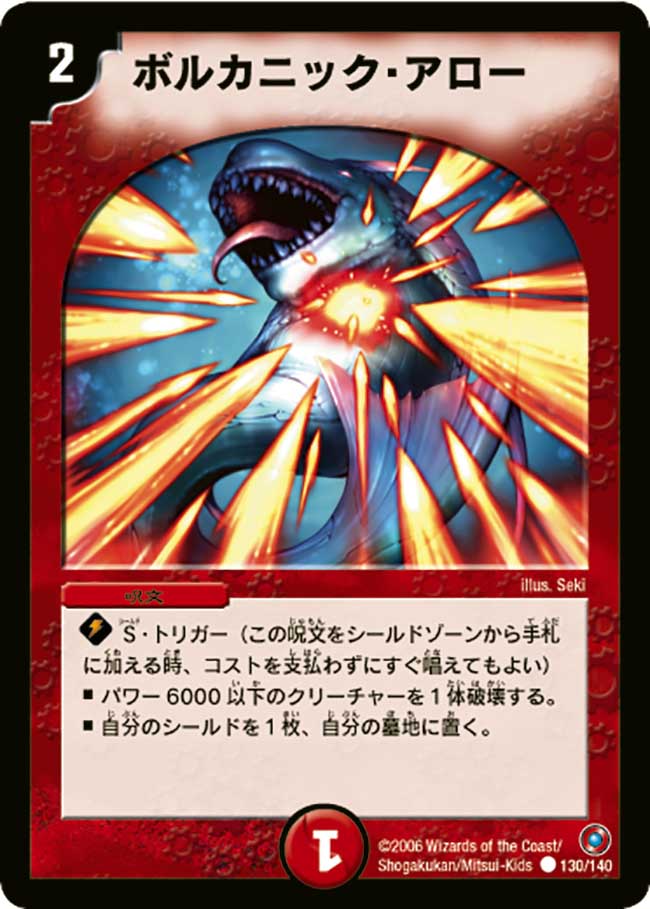 2
ボルカニック・アロー
illus. Seki
呪文
S・トリガー（この呪文をシールドゾーンから手札
に加える時、コストを支払わずにすぐ唱えてもよい）
■ パワー6000以下のクリーチャーを1体破壊する。
■ 自分のシールドを1枚、自分の墓地に置く。
1
©2006 Wizards of the Coast/
Shogakukan/Mitsui-Kids ●130/140